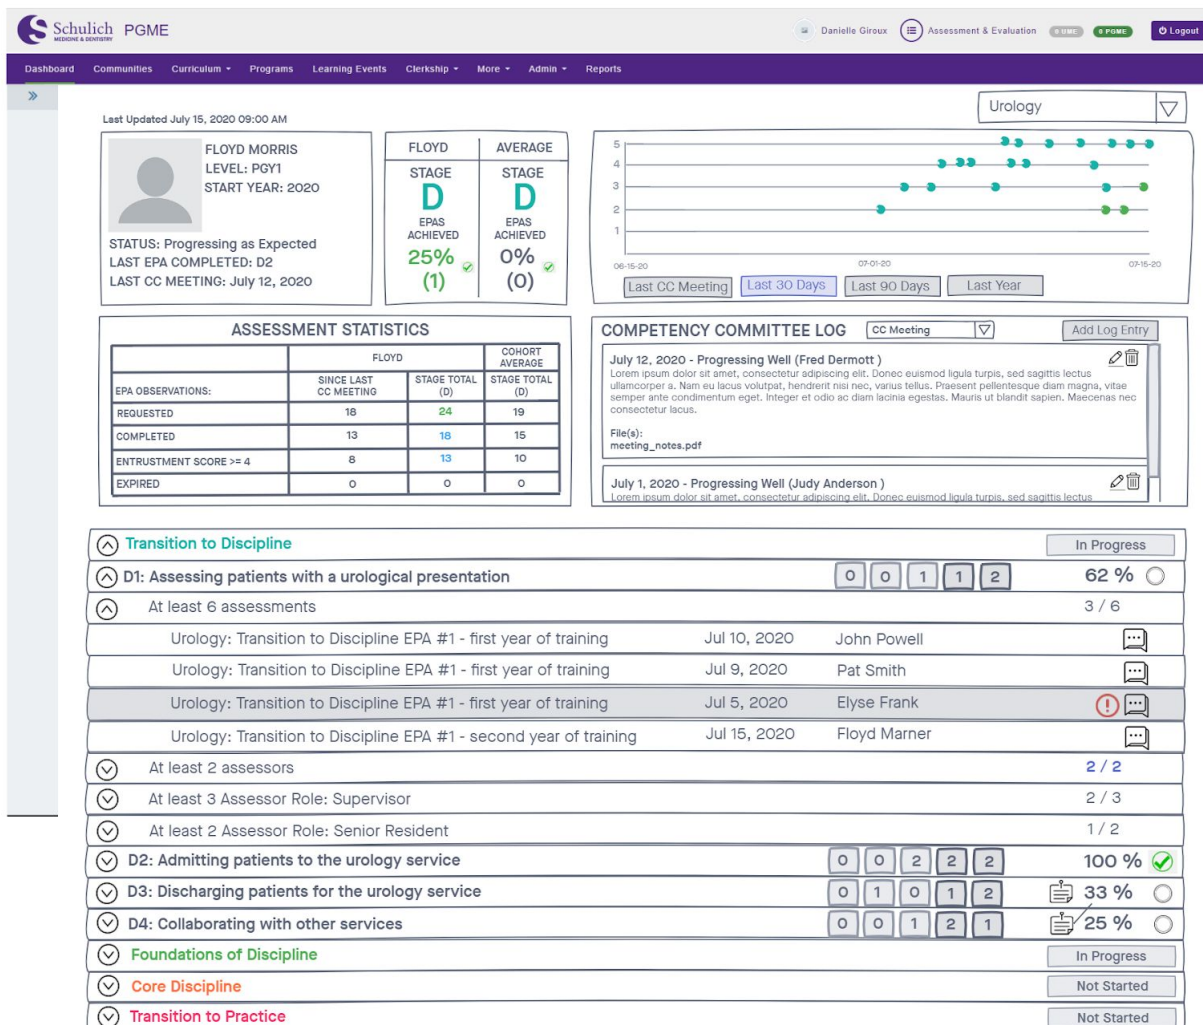 Schulich PGME
MEDICINE & DENTISTRY
Danielle Giroux Assessment & Evaluation 0 UME 0 PGME Logout
Dashboard Communities Curriculum Programs Learning Events Clerkship More Admin Reports
Last Updated July 15, 2020 09:00 AM
Urology
FLOYD MORRIS
LEVEL: PGY1
START YEAR: 2020
STATUS: Progressing as Expected
LAST EPA COMPLETED: D2
LAST CC MEETING: July 12, 2020
FLOYD AVERAGE
STAGE STAGE
D D
EPAS EPAS
ACHIEVED ACHIEVED
25% 0%
(1) (0)
5
4
3
2
1
06-15-20 07-01-20 07-15-20
Last CC Meeting Last 30 Days Last 90 Days Last Year
ASSESSMENT STATISTICS
FLOYD COHORT AVERAGE
EPA OBSERVATIONS: SINCE LAST CC MEETING STAGE TOTAL (D) STAGE TOTAL (D)
REQUESTED 18 24 19
COMPLETED 13 18 15
ENTRUSTMENT SCORE >= 4 8 13 10
EXPIRED 0 0 0
COMPETENCY COMMITTEE LOG CC Meeting Add Log Entry
July 12, 2020 - Progressing Well (Fred Dermott )
Lorem ipsum dolor sit amet, consectetur adipiscing elit. Donec euismod ligula turpis, sed sagittis lectus
ullamcorper a. Nam eu lacus volutpat, hendrerit nisi nec, varius tellus. Praesent pellentesque diam magna, vitae
semper ante condimentum eget. Integer et odio ac diam lacinia egestas. Mauris ut blandit sapien. Maecenas nec
consectetur lacus.
File(s):
meeting_notes.pdf
July 1, 2020 - Progressing Well (Judy Anderson )
Lorem ipsum dolor sit amet, consectetur adipiscing elit. Donec euismod ligula turpis, sed sagittis lectus
Transition to Discipline In Progress
D1: Assessing patients with a urological presentation 0 0 1 1 2 62 %
At least 6 assessments 3 / 6
Urology: Transition to Discipline EPA #1 - first year of training Jul 10, 2020 John Powell
Urology: Transition to Discipline EPA #1 - first year of training Jul 9, 2020 Pat Smith
Urology: Transition to Discipline EPA #1 - first year of training Jul 5, 2020 Elyse Frank
Urology: Transition to Discipline EPA #1 - second year of training Jul 15, 2020 Floyd Marner
At least 2 assessors 2 / 2
At least 3 Assessor Role: Supervisor 2 / 3
At least 2 Assessor Role: Senior Resident 1 / 2
D2: Admitting patients to the urology service 0 0 2 2 2 100 %
D3: Discharging patients for the urology service 0 1 0 1 2 33 %
D4: Collaborating with other services 0 0 1 2 1 25 %
Foundations of Discipline In Progress
Core Discipline Not Started
Transition to Practice Not Started